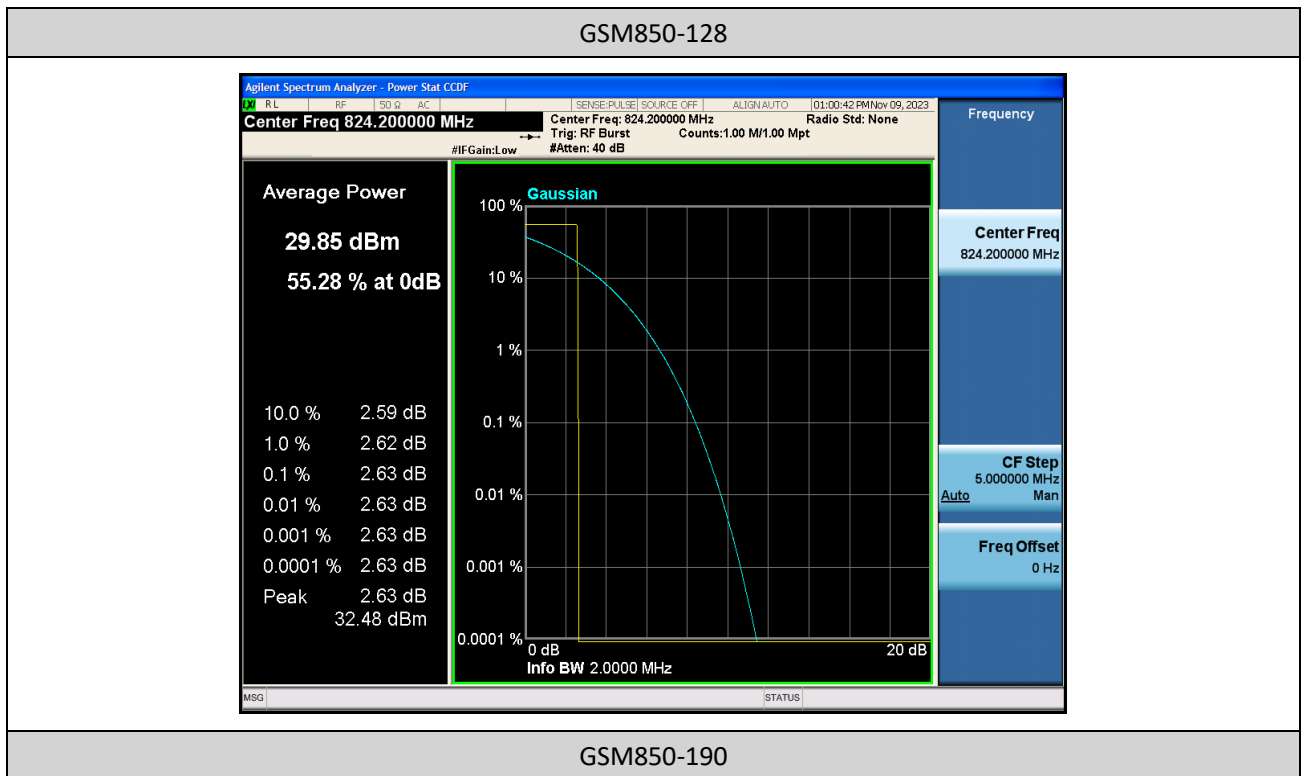 GSM850-128
Agilent Spectrum Analyzer - Power Stat CCDF
LXI RL RF 50 Ω AC SENSE:PULSE SOURCE OFF ALIGN AUTO 01:00:42 PM Nov 09, 2023
Center Freq 824.200000 MHz
Center Freq: 824.200000 MHz Radio Std: None
Trig: RF Burst Counts:1.00 M/1.00 Mpt
#IFGain:Low #Atten: 40 dB
Average Power
29.85 dBm
55.28 % at 0dB
10.0 % 2.59 dB
1.0 % 2.62 dB
0.1 % 2.63 dB
0.01 % 2.63 dB
0.001 % 2.63 dB
0.0001 % 2.63 dB
Peak 2.63 dB
32.48 dBm
Gaussian
100 %
10 %
1 %
0.1 %
0.01 %
0.001 %
0.0001 %
0 dB 20 dB
Info BW 2.0000 MHz
Frequency
Center Freq
824.200000 MHz
CF Step
5.000000 MHz
Auto Man
Freq Offset
0 Hz
MSG STATUS
GSM850-190